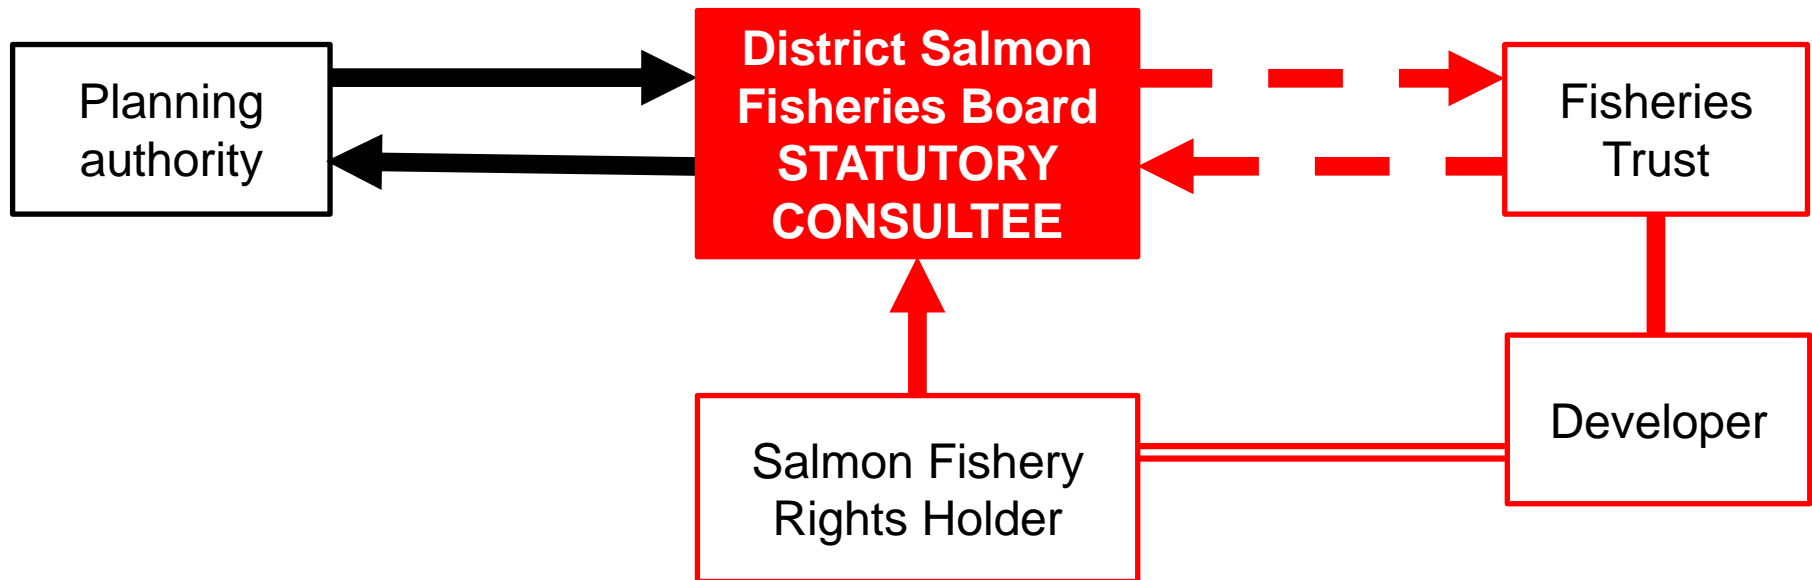 Planning
authority
District Salmon
Fisheries Board
STATUTORY
CONSULTEE
Fisheries
Trust
Salmon Fishery
Rights Holder
Developer